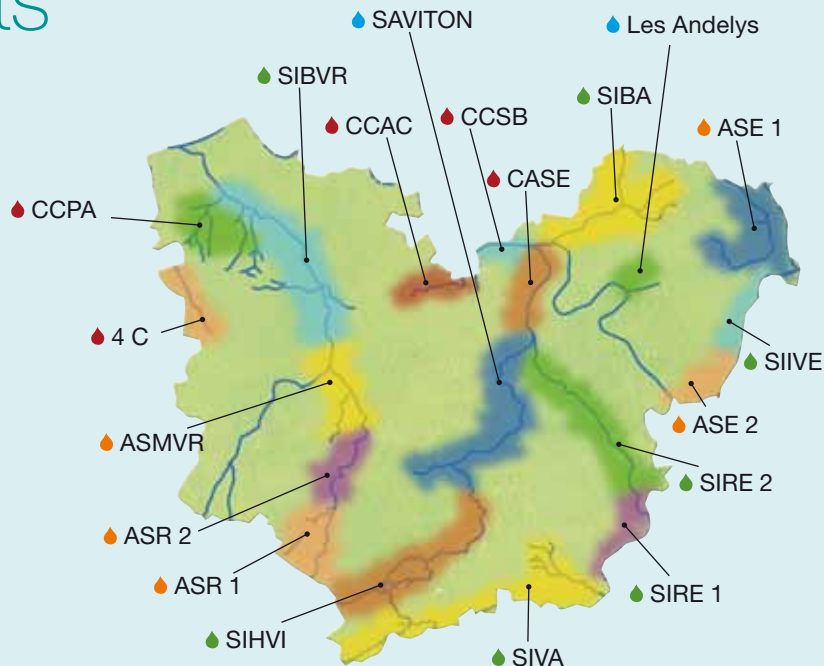 SAVITON
Les Andelys
SIBVR
SIBA
CCAC
CCSB
ASE 1
CASE
CCPA
4 C
SIIVE
ASMVR
ASE 2
SIRE 2
ASR 2
ASR 1
SIRE 1
SIHVI
SIVA